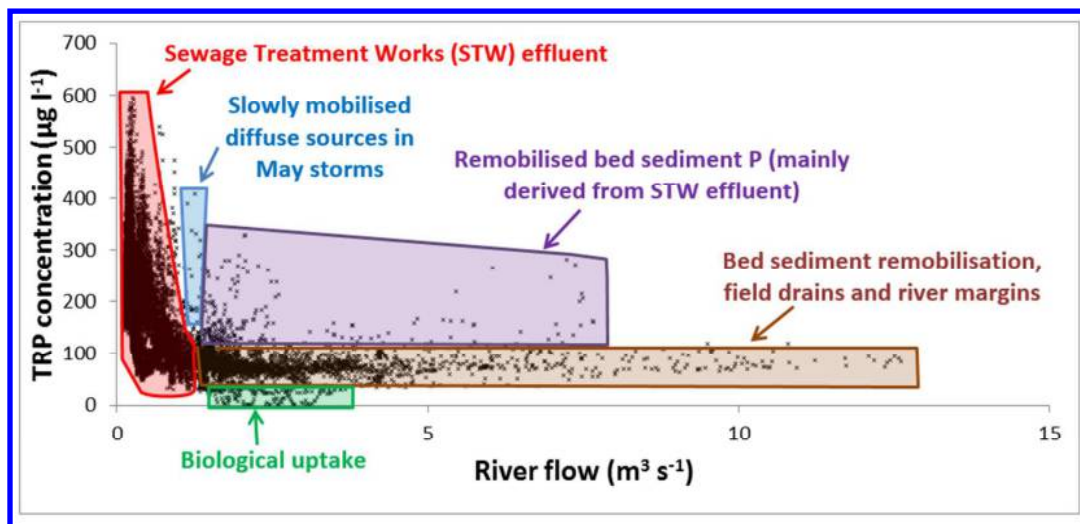 700
600
500
400
300
200
100
0
TRP concentration (µg l⁻¹)
Sewage Treatment Works (STW) effluent
Slowly mobilised
diffuse sources in
May storms
Remobilised bed sediment P (mainly
derived from STW effluent)
Bed sediment remobilisation,
field drains and river margins
0
5
10
15
Biological uptake
River flow (m³ s⁻¹)